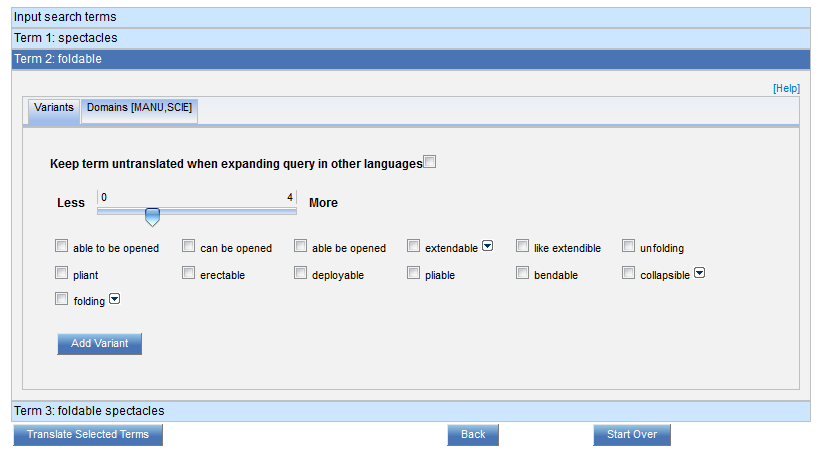 Input search terms
Term 1: spectacles
Term 2: foldable
[Help]
Variants Domains [MANU,SCIE]
Keep term untranslated when expanding query in other languages
0 4
Less More
able to be opened can be opened able be opened extendable like extendible unfolding
pliant erectable deployable pliable bendable collapsible
folding
Add Variant
Term 3: foldable spectacles
Translate Selected Terms Back Start Over